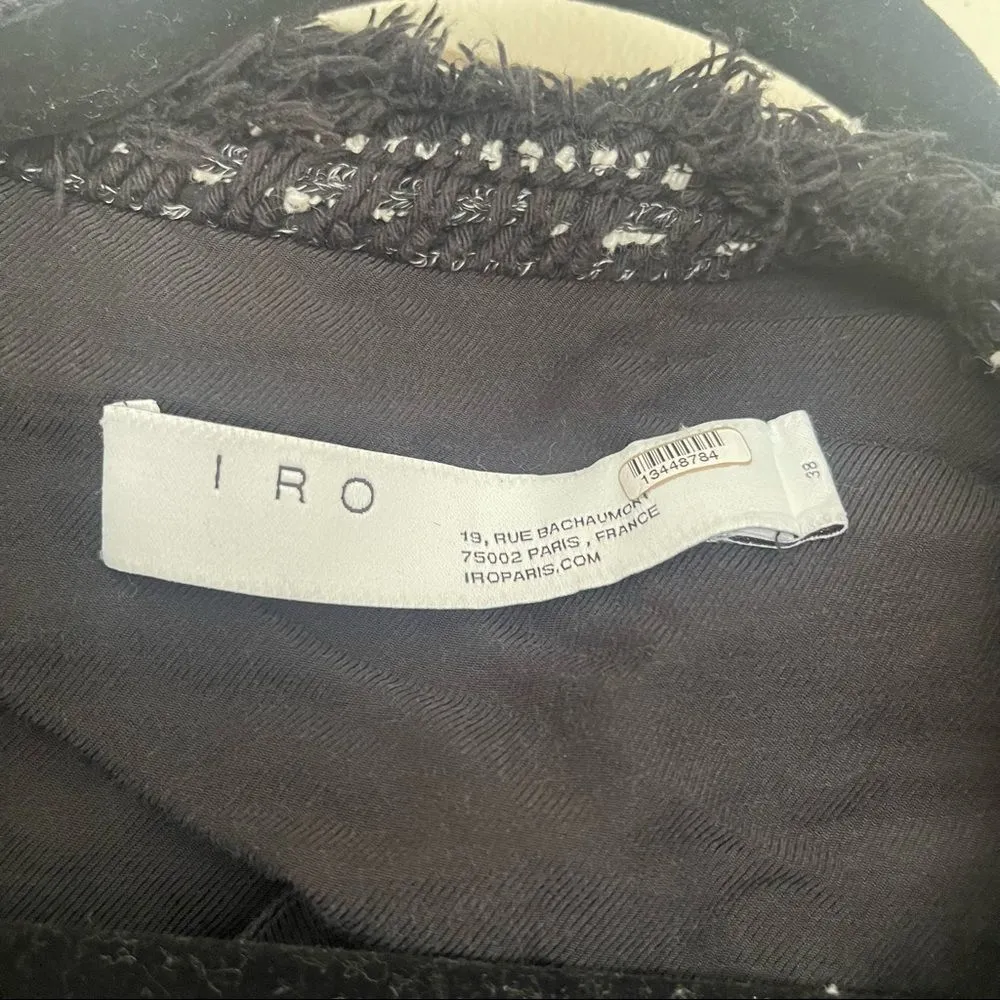 IRO
19, RUE BACHAUMONT
75002 PARIS , FRANCE
IROPARIS.COM
13448784
38